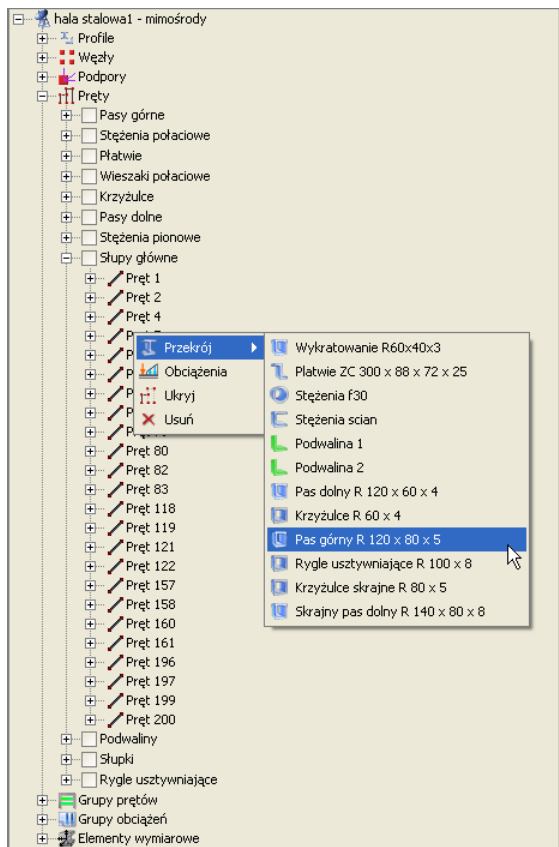 hala stalowa1 - mimośrody
Profile
Węzły
Podpory
Pręty
Pasy górne
Stężenia połaciowe
Płatwie
Wieszaki połaciowe
Krzyżulce
Pasy dolne
Stężenia pionowe
Słupy główne
Pręt 1
Pręt 2
Pręt 4
Przekrój
Obciążenia
Ukryj
Usuń
Wykratowanie R60x40x3
Platwie ZC 300 x 88 x 72 x 25
Stężenia f30
Stężenia scian
Podwalina 1
Podwalina 2
Pas dolny R 120 x 60 x 4
Krzyżulce R 60 x 4
Pas górny R 120 x 80 x 5
Rygle usztywniające R 100 x 8
Krzyżulce skrajne R 80 x 5
Skrajny pas dolny R 140 x 80 x 8
Pręt 80
Pręt 82
Pręt 83
Pręt 118
Pręt 119
Pręt 121
Pręt 122
Pręt 157
Pręt 158
Pręt 160
Pręt 161
Pręt 196
Pręt 197
Pręt 199
Pręt 200
Podwaliny
Słupki
Rygle usztywniające
Grupy prętów
Grupy obciążeń
Elementy wymiarowe